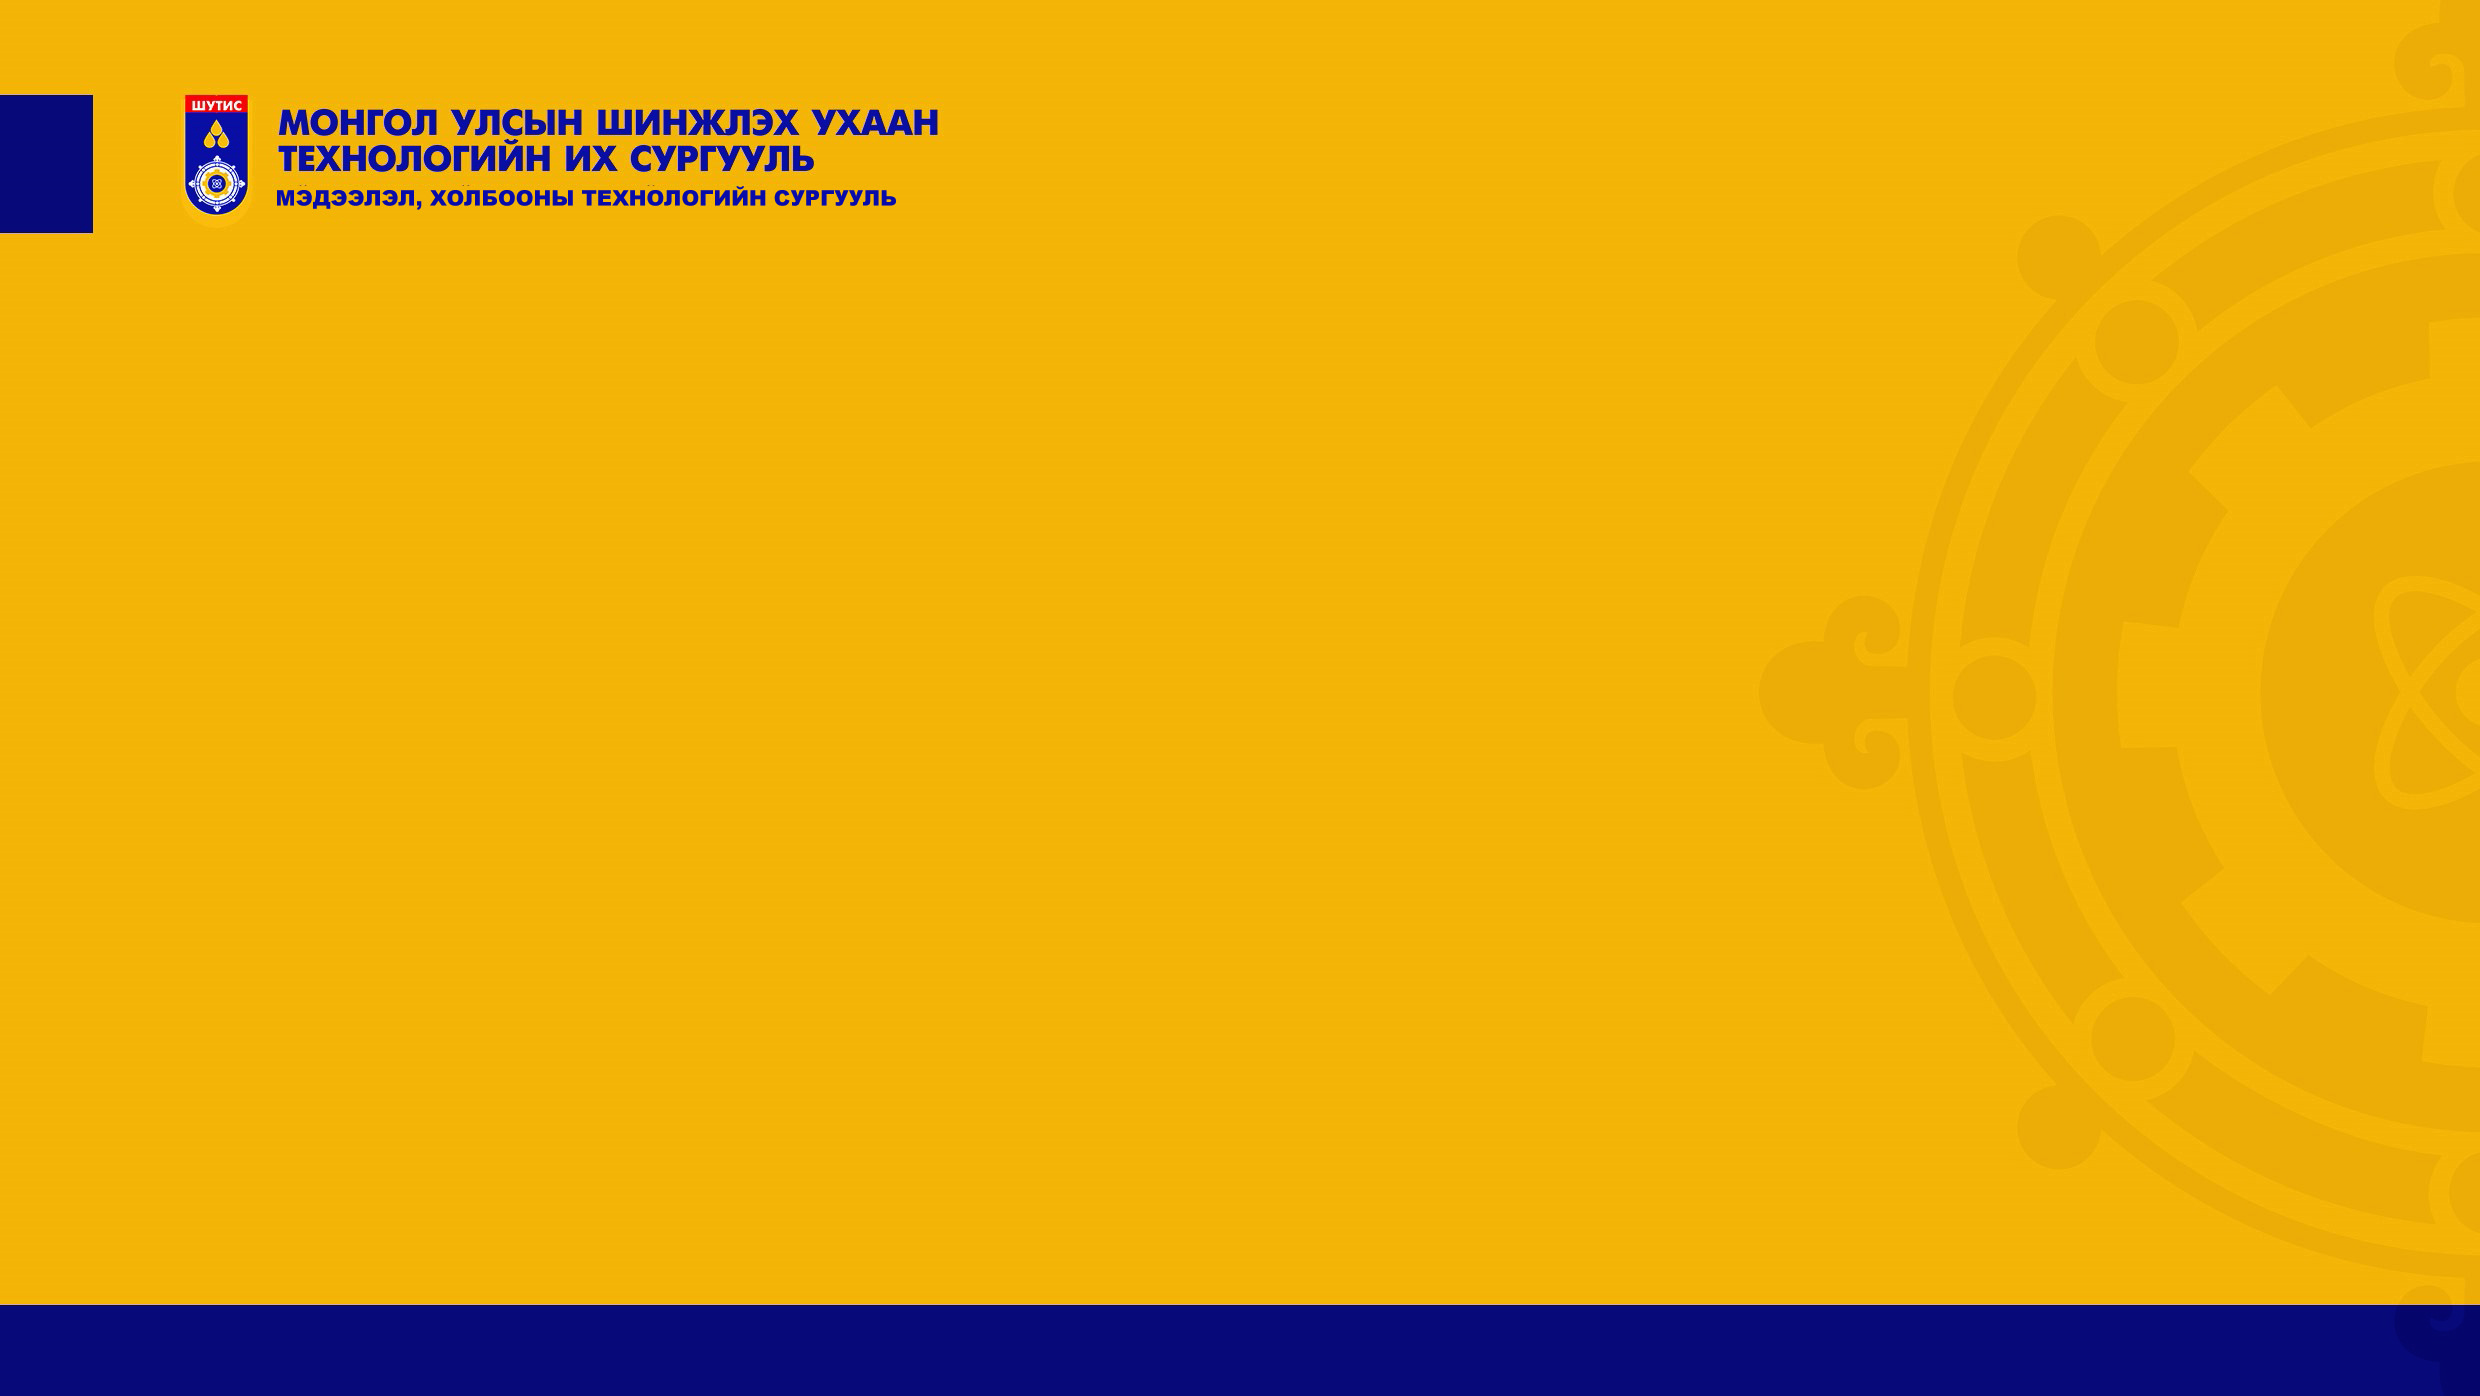 ШУТИС
МОНГОЛ УЛСЫН ШИНЖЛЭХ УХААН
ТЕХНОЛОГИЙН ИХ СУРГУУЛЬ
МЭДЭЭЛЭЛ, ХОЛБООНЫ ТЕХНОЛОГИЙН СУРГУУЛЬ